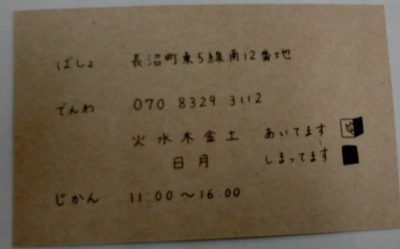 ばしょ 長沼町東5線南12番地
でんわ 070 8329 3112
火水木金土 あいてます
日月 しまってます
じかん 11:00〜16:00